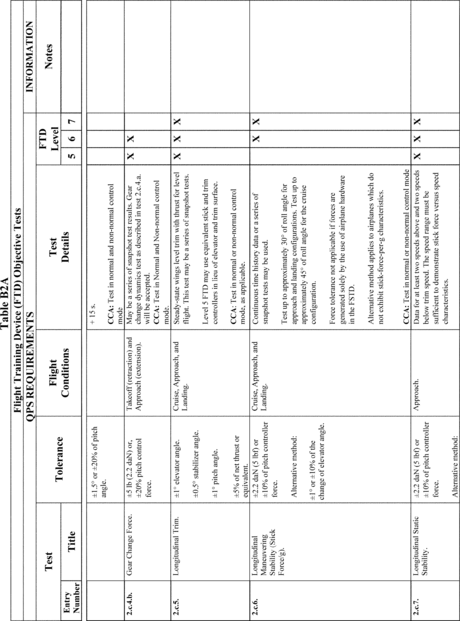 Table B2A
Flight Training Device (FTD) Objective Tests
QPS REQUIREMENTS
INFORMATION
Test
Tolerance
Flight
Conditions
Test
Details
FTD
Level
Notes
Entry
Number
Title
5 6 7
±1.5° or ±20% of pitch
angle.
+ 15 s.
CCA: Test in normal and non-normal control
mode
2.c.4.b.
Gear Change Force.
±5 lb (2.2 daN) or,
±20% pitch control
force.
Takeoff (retraction) and
Approach (extension).
May be a series of snapshot test results. Gear
change dynamics test as described in test 2.c.4.a.
will be accepted.
CCA: Test in Normal and Non-normal control
mode.
X X
2.c.5.
Longitudinal Trim.
±1° elevator angle.
±0.5° stabilizer angle.
±1° pitch angle.
±5% of net thrust or
equivalent.
Cruise, Approach, and
Landing.
Steady-state wings level trim with thrust for level
flight. This test may be a series of snapshot tests.
Level 5 FTD may use equivalent stick and trim
controllers in lieu of elevator and trim surface.
CCA: Test in normal or non-normal control
mode, as applicable.
X X X
2.c.6.
Longitudinal
Maneuvering
Stability (Stick
Force/g).
±2.2 daN (5 lbf) or
±10% of pitch controller
force.
Alternative method:
±1° or ±10% of the
change of elevator angle.
Cruise, Approach, and
Landing.
Continuous time history data or a series of
snapshot tests may be used.
Test up to approximately 30° of roll angle for
approach and landing configurations. Test up to
approximately 45° of roll angle for the cruise
configuration.
Force tolerance not applicable if forces are
generated solely by the use of airplane hardware
in the FSTD.
Alternative method applies to airplanes which do
not exhibit stick-force-per-g characteristics.
CCA: Test in normal or non-normal control mode
X X
2.c.7.
Longitudinal Static
Stability.
±2.2 daN (5 lbf) or
±10% of pitch controller
force.
Alternative method:
Approach.
Data for at least two speeds above and two speeds
below trim speed. The speed range must be
sufficient to demonstrate stick force versus speed
characteristics.
X X X